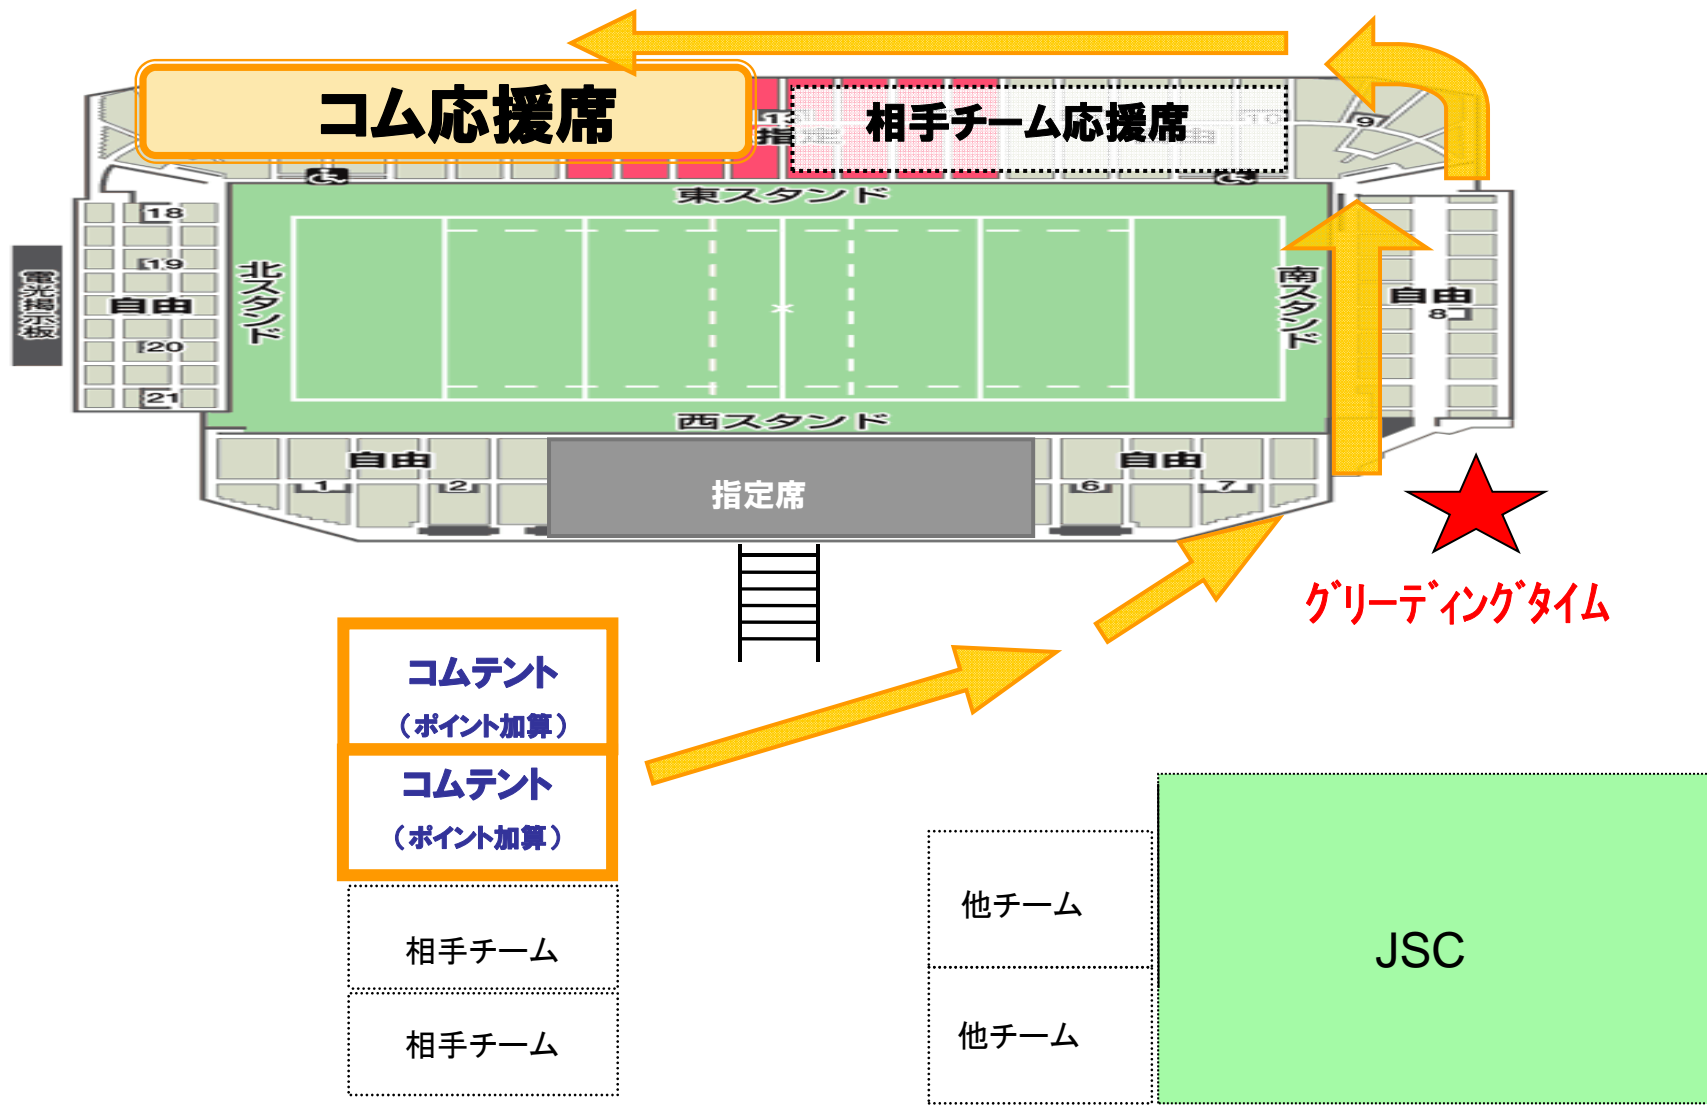 コム応援席
相手チーム応援席
指定
9
東スタンド
18
19
自由
20
21
電光掲示板
北スタンド
南スタンド
自由
8
西スタンド
自由
1
2
指定席
自由
6
7
グリーディングタイム
コムテント
(ポイント加算)
コムテント
(ポイント加算)
相手チーム
相手チーム
他チーム
他チーム
JSC